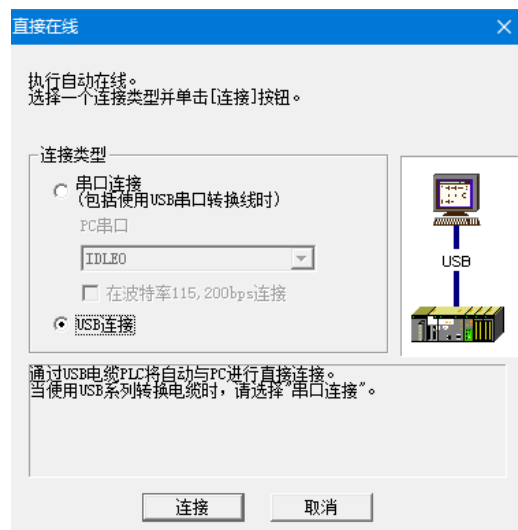 直接在线
执行自动在线。
选择一个连接类型并单击[连接]按钮。
连接类型
串口连接
(包括使用USB串口转换线时)
PC串口
IDLE0
在波特率115,200bps连接
USB连接
USB
通过USB电缆PLC将自动与PC进行直接连接。
当使用USB系列转换电缆时，请选择"串口连接"。
连接
取消